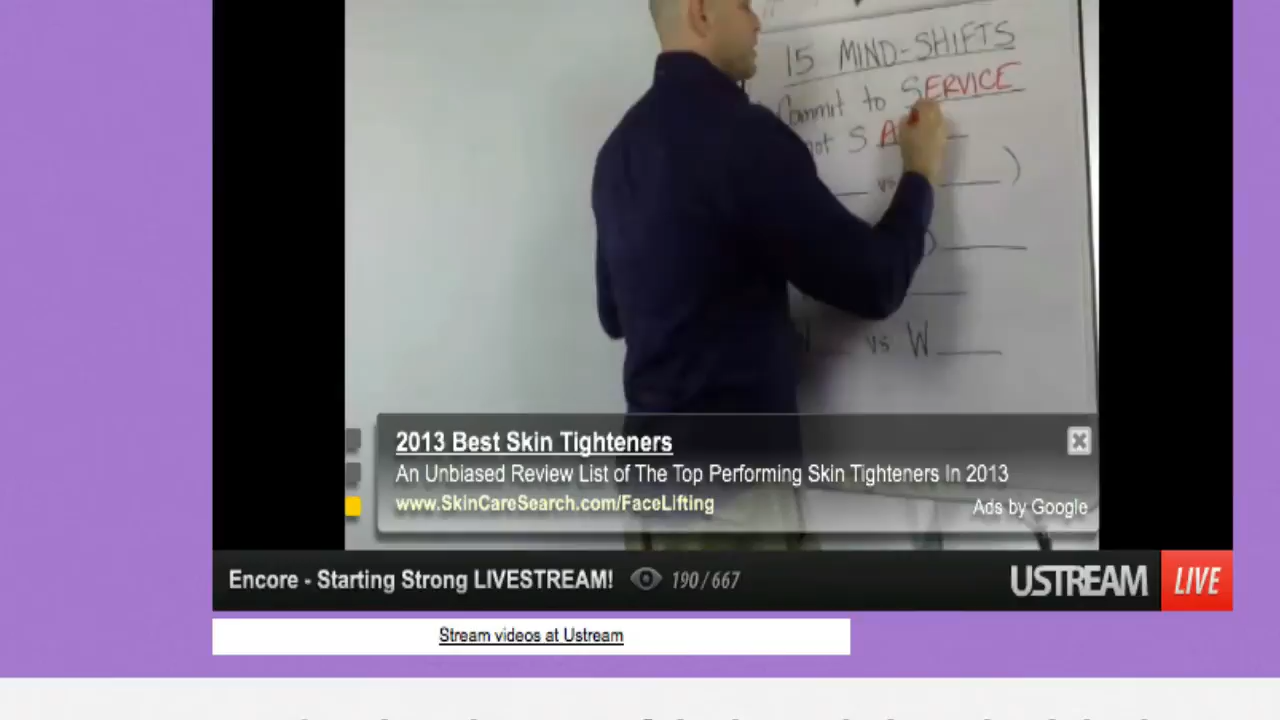 15 MIND-SHIFTS
Commit to SERVICE
not S A
vs )
vs W
2013 Best Skin Tighteners
An Unbiased Review List of The Top Performing Skin Tighteners In 2013
www.SkinCareSearch.com/FaceLifting
Ads by Google
Encore - Starting Strong LIVESTREAM! 190/667
USTREAM LIVE
Stream videos at Ustream